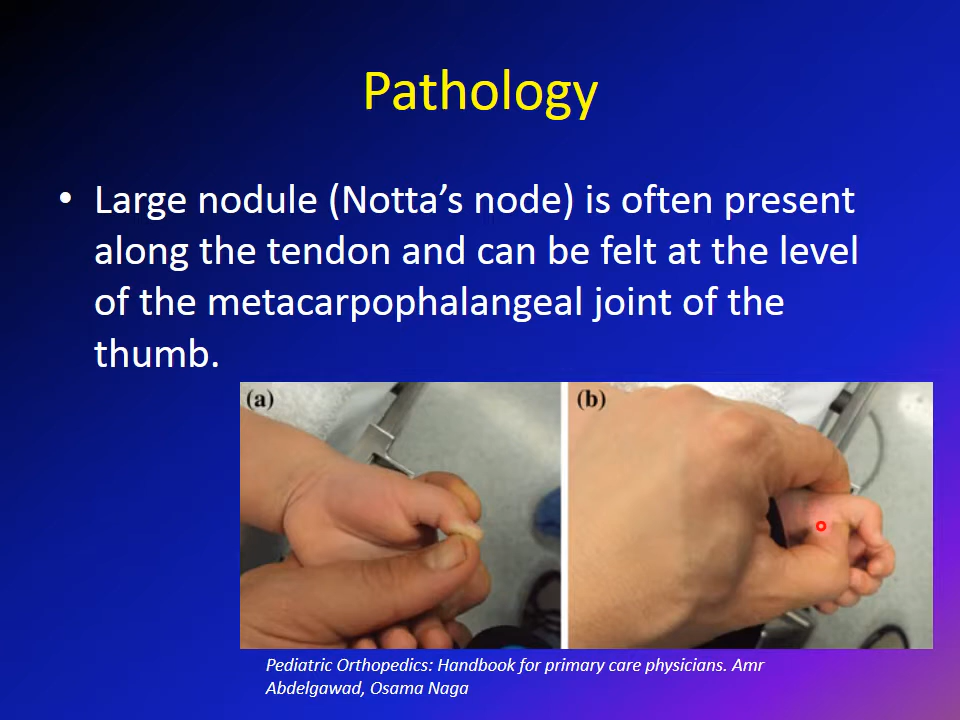 Pathology
• Large nodule (Notta’s node) is often present
along the tendon and can be felt at the level
of the metacarpophalangeal joint of the
thumb.
(a) (b)
Pediatric Orthopedics: Handbook for primary care physicians. Amr
Abdelgawad, Osama Naga